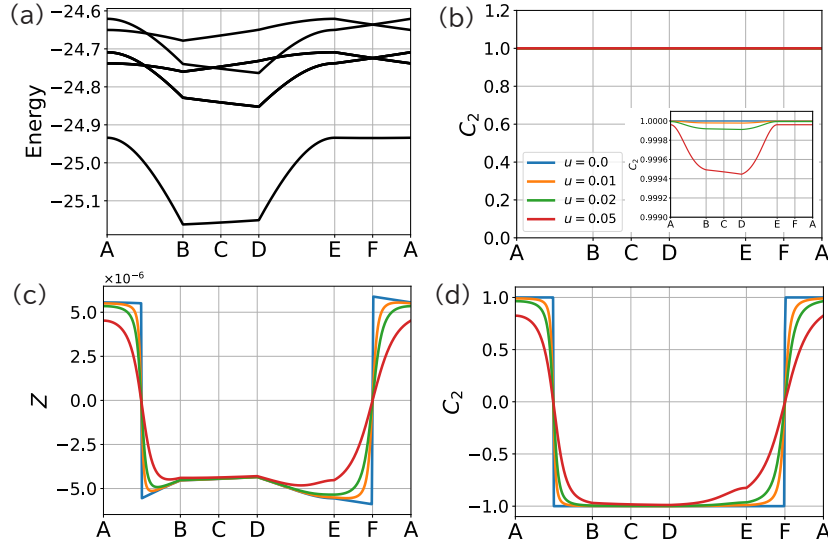 (a)
−24.6
−24.7
−24.8
−24.9
−25.0
−25.1
Energy
A B C D E F A
(b)
1.2
1.0
0.8
0.6
0.4
0.2
0.0
C₂
u = 0.0
u = 0.01
u = 0.02
u = 0.05
1.0000
0.9998
0.9996
0.9994
0.9992
0.9990
C₂
A B C D E F A
A B C D E F A
(c)
×10⁻⁶
5.0
2.5
0.0
−2.5
−5.0
Z
A B C D E F A
(d)
1.0
0.5
0.0
−0.5
−1.0
C₂
A B C D E F A